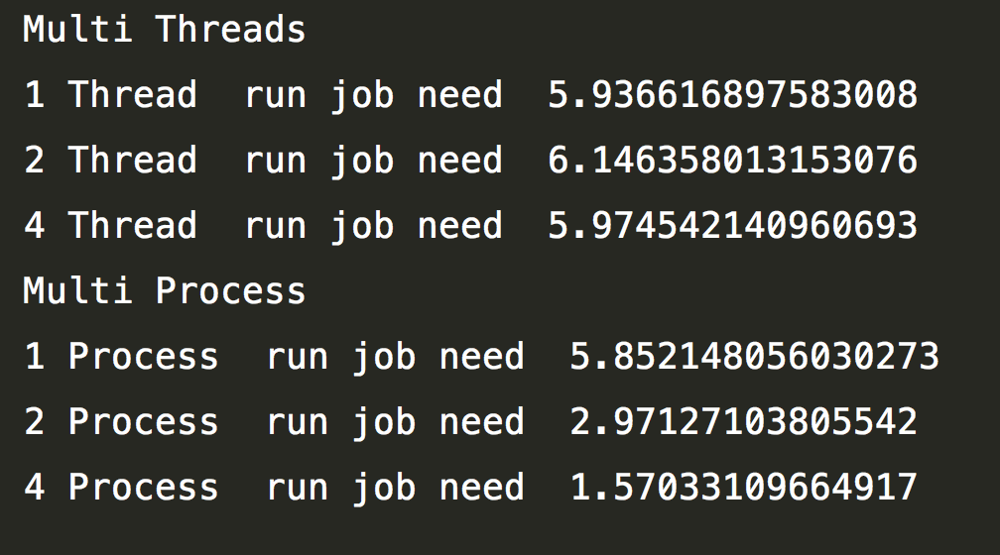 Multi Threads
1 Thread  run job need  5.936616897583008
2 Thread  run job need  6.146358013153076
4 Thread  run job need  5.974542140960693
Multi Process
1 Process  run job need  5.852148056030273
2 Process  run job need  2.97127103805542
4 Process  run job need  1.57033109664917